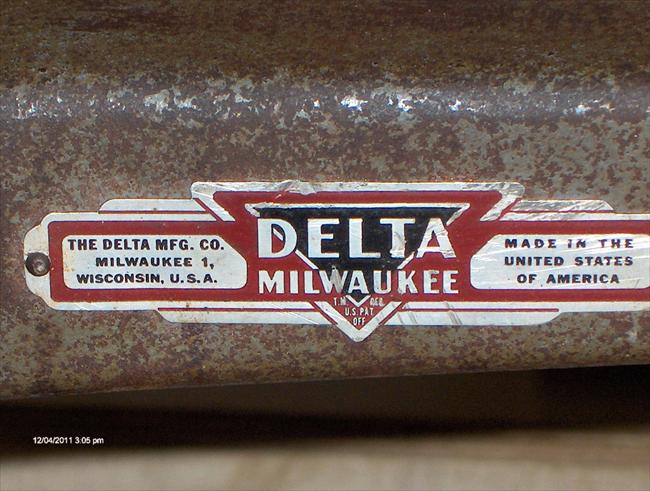 THE DELTA MFG. CO.
MILWAUKEE 1,
WISCONSIN, U.S.A.
DELTA
MILWAUKEE
T.M. REG.
U.S. PAT.
OFF.
MADE IN THE
UNITED STATES
OF AMERICA
12/04/2011 3:05 pm